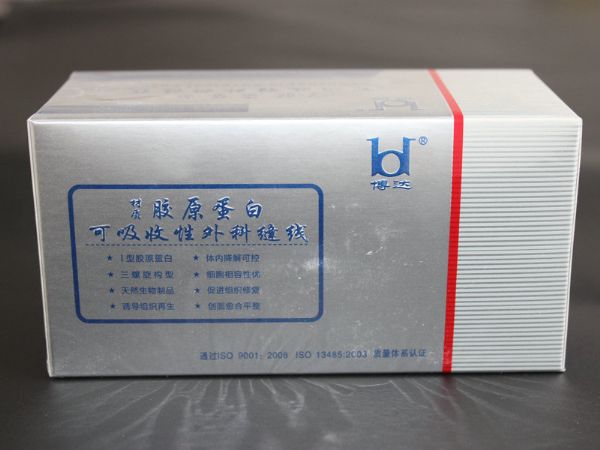 ®
博达
材质 胶原蛋白
可吸收性外科缝线
★ I型胶原蛋白 ★ 体内降解可控
★ 三螺旋构型 ★ 细胞相容性优
★ 天然生物制品 ★ 促进组织修复
★ 诱导组织再生 ★ 创面愈合平整
通过ISO 9001:2008 ISO 13485:2003 质量体系认证